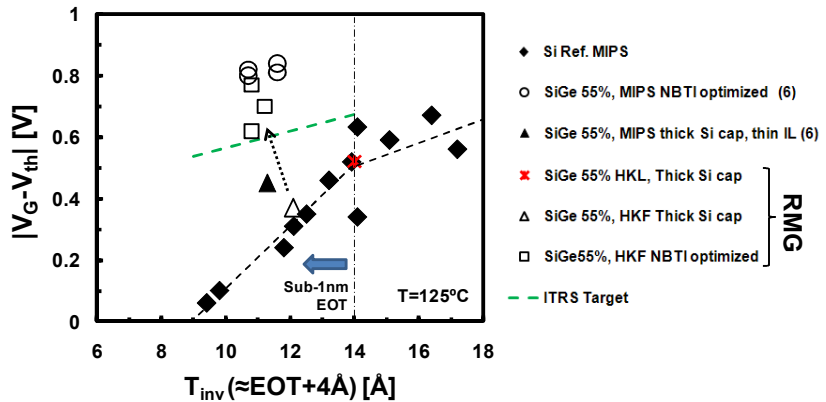 1
0.8
0.6
0.4
0.2
0
|V_G-V_th| [V]
6 8 10 12 14 16 18
T_inv (≈EOT+4Å) [Å]
Sub-1nm
EOT
T=125ºC
Si Ref. MIPS
SiGe 55%, MIPS NBTI optimized (6)
SiGe 55%, MIPS thick Si cap, thin IL (6)
SiGe 55% HKL, Thick Si cap
SiGe 55%, HKF Thick Si cap
SiGe55%, HKF NBTI optimized
ITRS Target
RMG